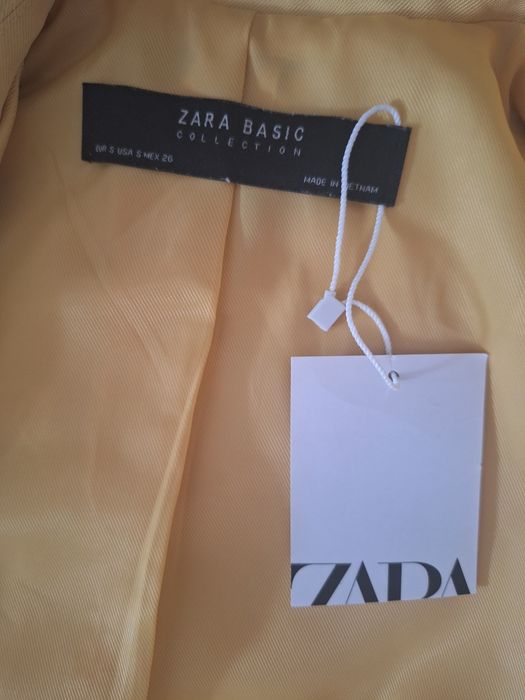 ZARA BASIC
COLLECTION
EUR S USA S MEX 26
MADE IN VIETNAM
ZARA